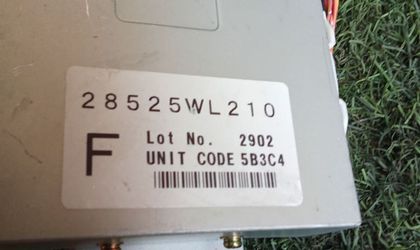 28525WL210
F
Lot No. 2902
UNIT CODE 5B3C4